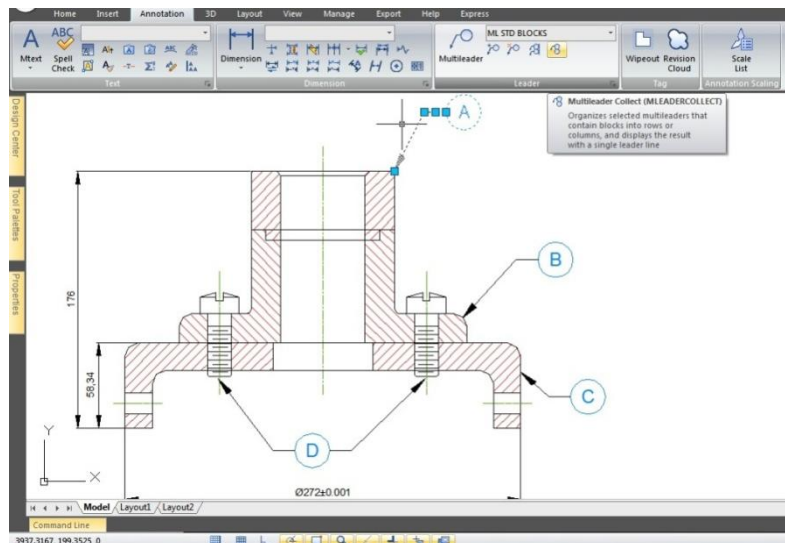 Home Insert Annotation 3D Layout View Manage Export Help Express
Mtext
Spell Check
Text
Dimension
Dimension
Multileader
ML STD BLOCKS
Leader
Wipeout
Revision Cloud
Tag
Scale List
Annotation Scaling
Multileader Collect (MLEADERCOLLECT)
Organizes selected multileaders that
contain blocks into rows or
columns, and displays the result
with a single leader line
Design Center
Tool Palettes
Properties
A
B
C
D
176
58,34
Ø272±0.001
Y
X
Model Layout1 Layout2
Command Line
3937.3167, 199.3525, 0